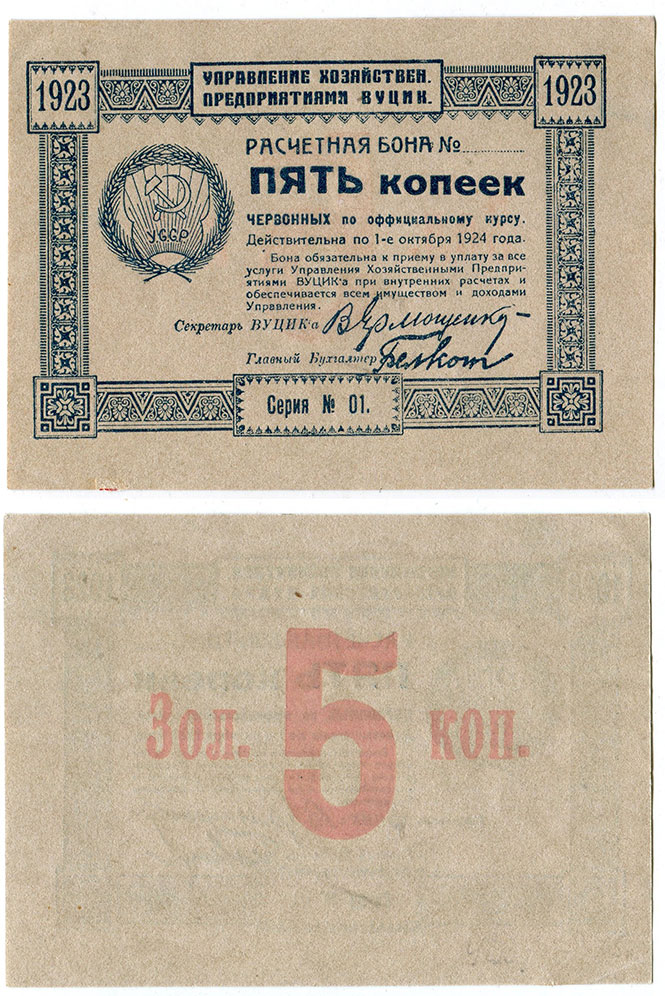 1923
УПРАВЛЕНИЕ ХОЗЯЙСТВЕН.
ПРЕДПРИЯТИЯМИ ВУЦИК.
1923
РАСЧЕТНАЯ БОНА №
ПЯТЬ копеек
УССР
ЧЕРВОННЫХ по оффициальному курсу.
Действительна по 1-е октября 1924 года.
Бона обязательна к приему в уплату за все
услуги Управления Хозяйственными Предпри-
ятиями ВУЦИК'а при внутренних расчетах и
обеспечивается всем имуществом и доходами
Управления.
Секретарь ВУЦИК'а
Главный Бухгалтер
Серия № 01.
Зол. 5 коп.